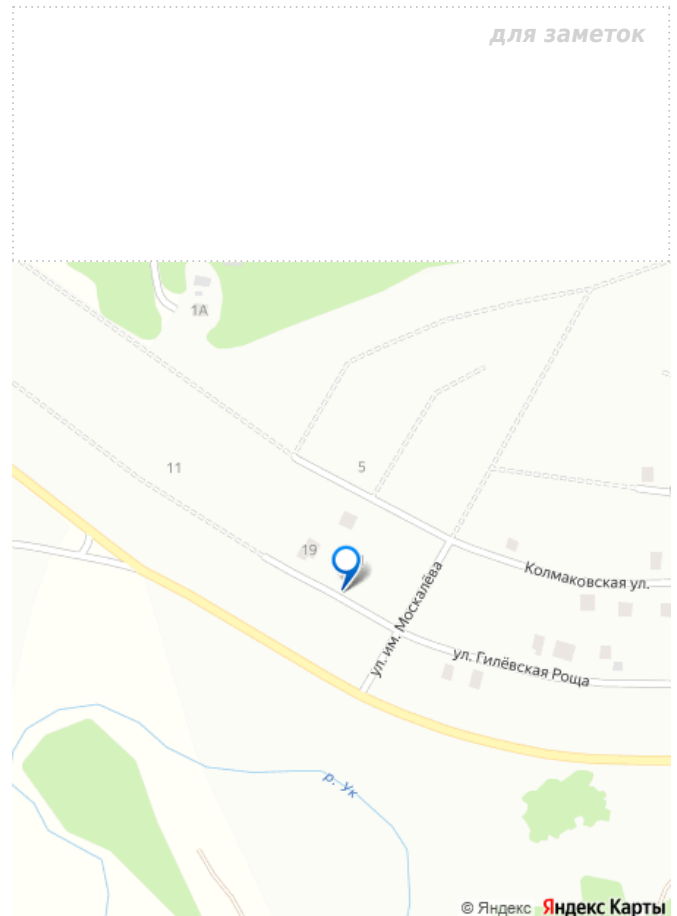 для заметок
1А
5
11
19
Колмаковская ул.
ул. им. Москалёва
ул. Гилёвская Роща
р. Ук
© Яндекс Яндекс Карты